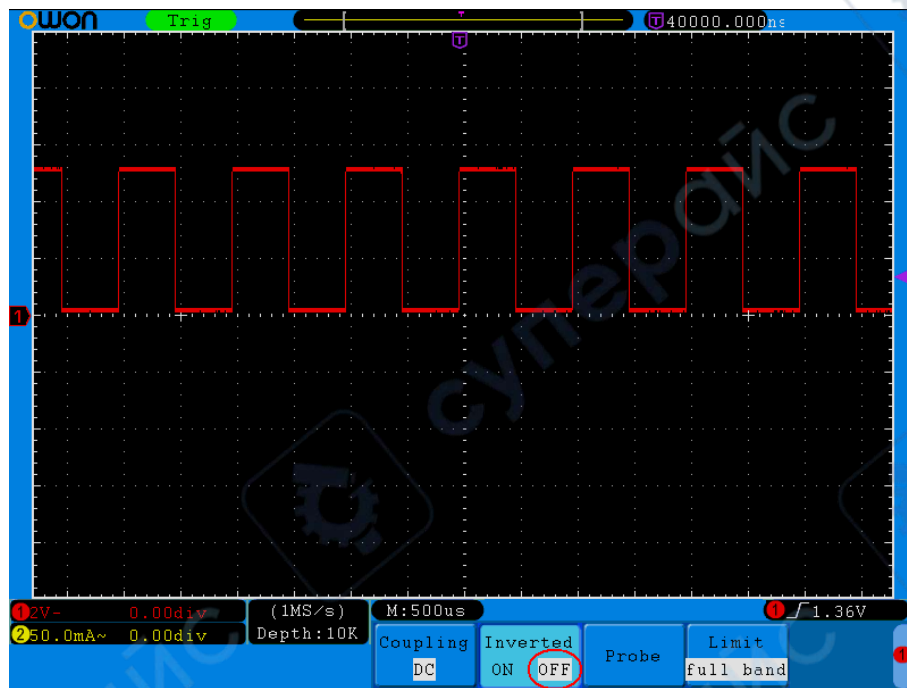 owon Trig T T 40000.000ns
T
1
1 2V- 0.00div (1MS/s) M:500us 1 1.36V
2 50.0mA~ 0.00div Depth:10K
Coupling Inverted Probe Limit
DC ON OFF full band
1
суперайс